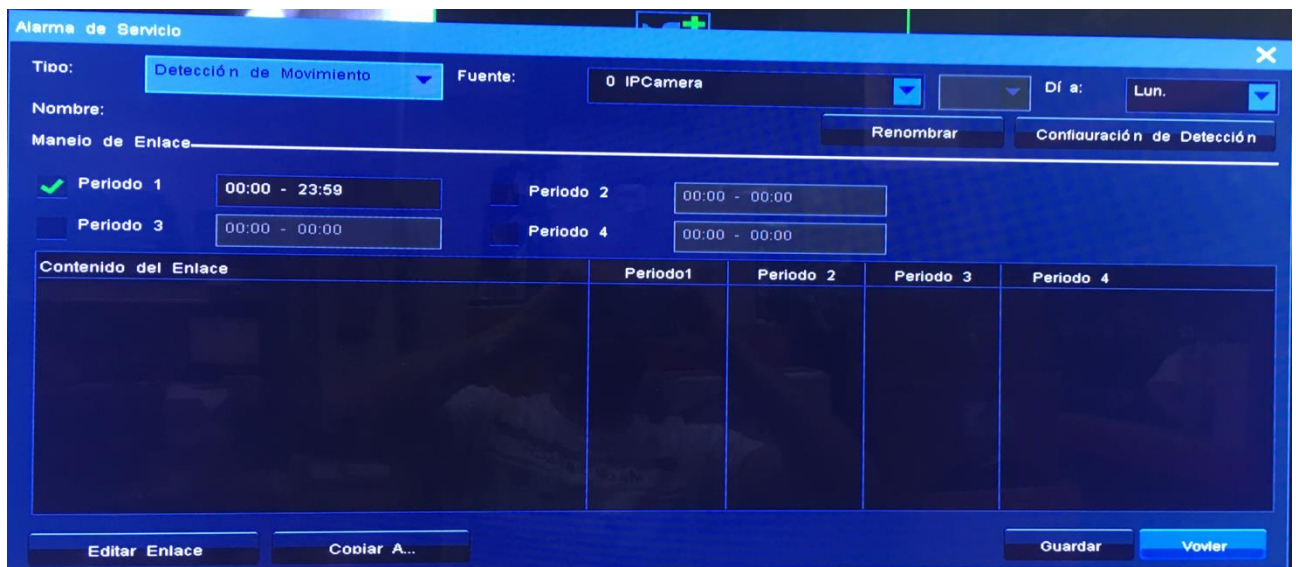 Alarma de Servicio
Tipo: Detección de Movimiento Fuente: 0 IPCamera Día: Lun.
Nombre: Renombrar Configuración de Detección
Manejo de Enlace
Periodo 1 00:00 - 23:59 Periodo 2 00:00 - 00:00
Periodo 3 00:00 - 00:00 Periodo 4 00:00 - 00:00
Contenido del Enlace Periodo1 Periodo 2 Periodo 3 Periodo 4
Editar Enlace Copiar A... Guardar Vovler